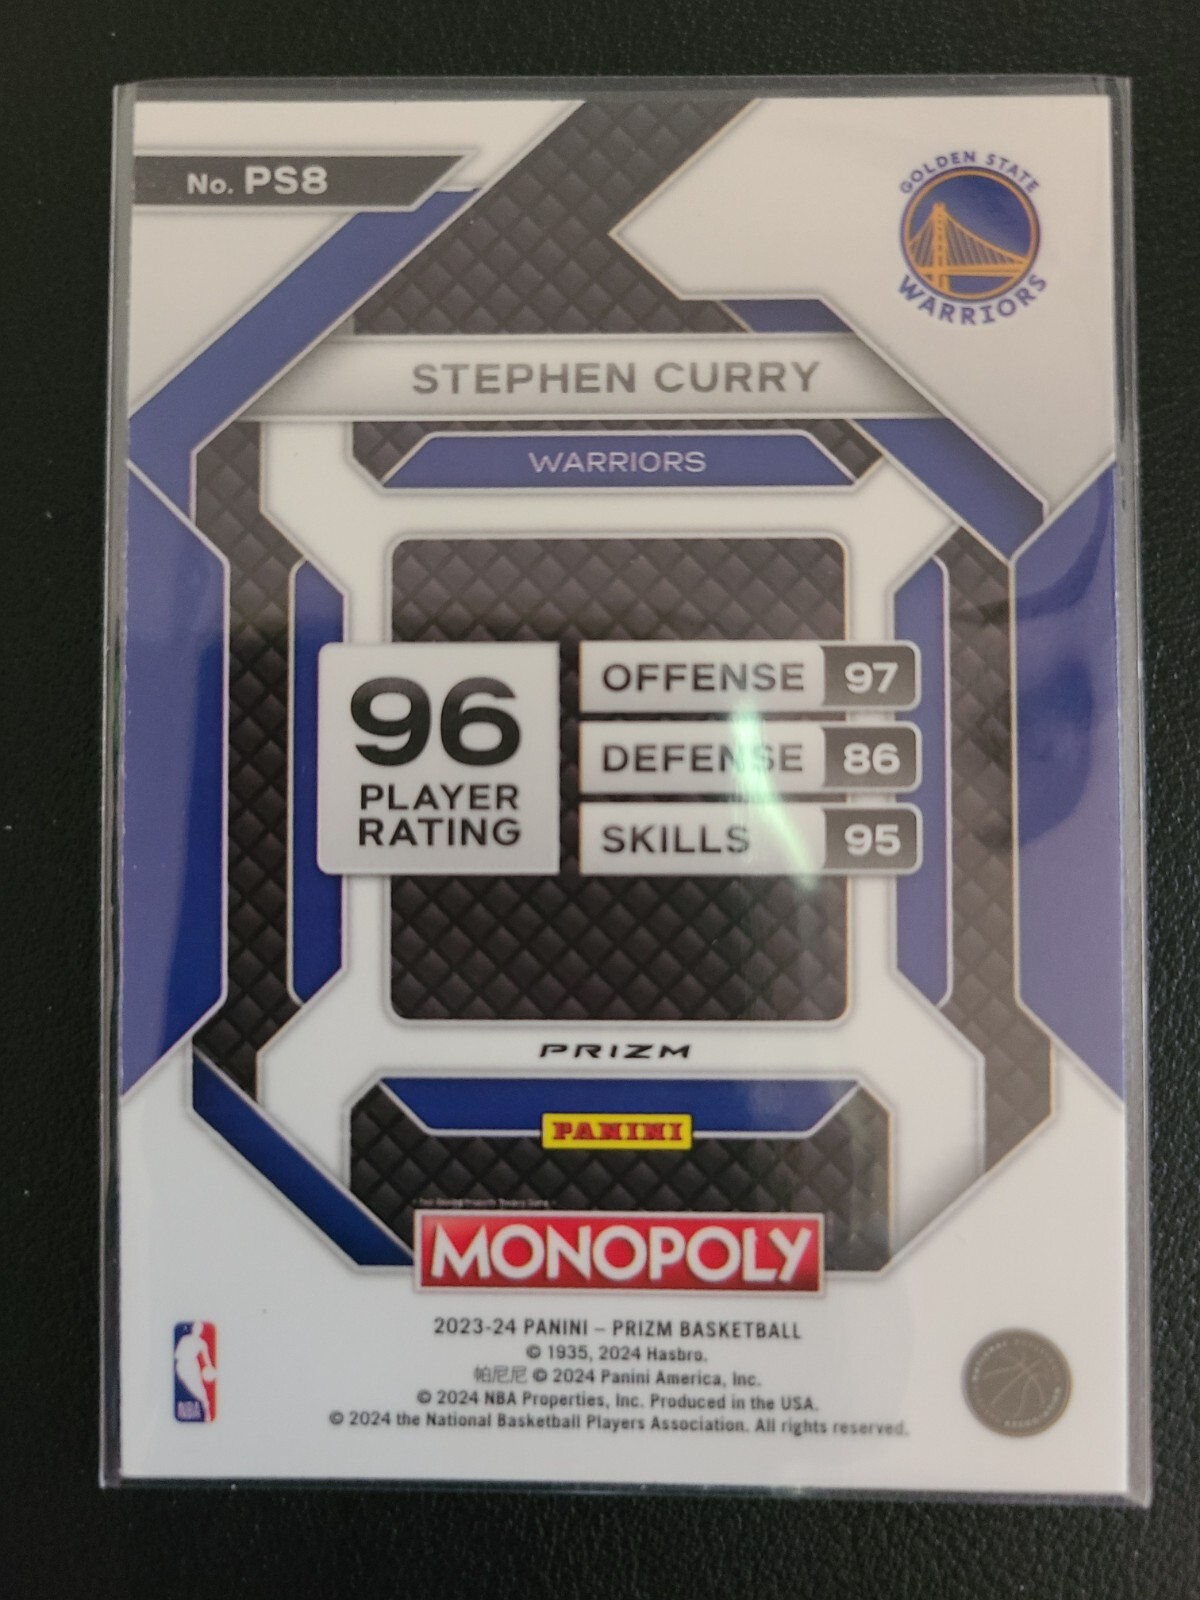 No. PS8
GOLDEN STATE
WARRIORS
STEPHEN CURRY
WARRIORS
96
PLAYER
RATING
OFFENSE 97
DEFENSE 86
SKILLS 95
PRIZM
PANINI
MONOPOLY
2023-24 PANINI – PRIZM BASKETBALL
© 1935, 2024 Hasbro.
帕尼尼 © 2024 Panini America, Inc.
© 2024 NBA Properties, Inc. Produced in the USA.
© 2024 the National Basketball Players Association. All rights reserved.
NBA